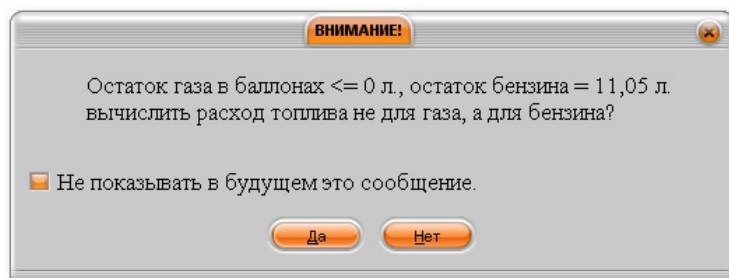 ВНИМАНИЕ!
Остаток газа в баллонах <= 0 л., остаток бензина = 11,05 л.
вычислить расход топлива не для газа, а для бензина?
Не показывать в будущем это сообщение.
Да Нет